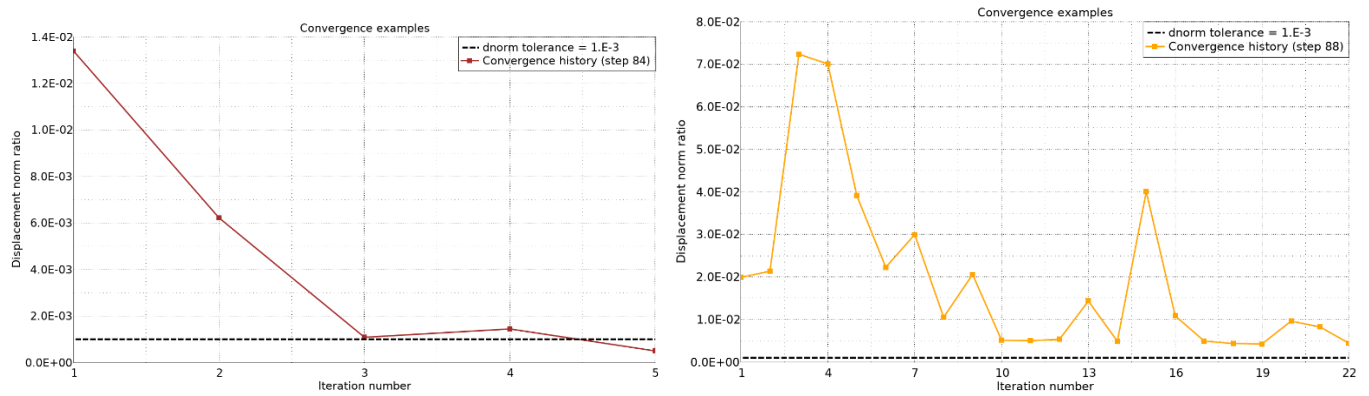 Convergence examples
1.4E-02
1.2E-02
1.0E-02
8.0E-03
6.0E-03
4.0E-03
2.0E-03
0.0E+00
Displacement norm ratio
dnorm tolerance = 1.E-3
Convergence history (step 84)
1 2 3 4 5
Iteration number
Convergence examples
8.0E-02
7.0E-02
6.0E-02
5.0E-02
4.0E-02
3.0E-02
2.0E-02
1.0E-02
0.0E+00
Displacement norm ratio
dnorm tolerance = 1.E-3
Convergence history (step 88)
1 4 7 10 13 16 19 22
Iteration number